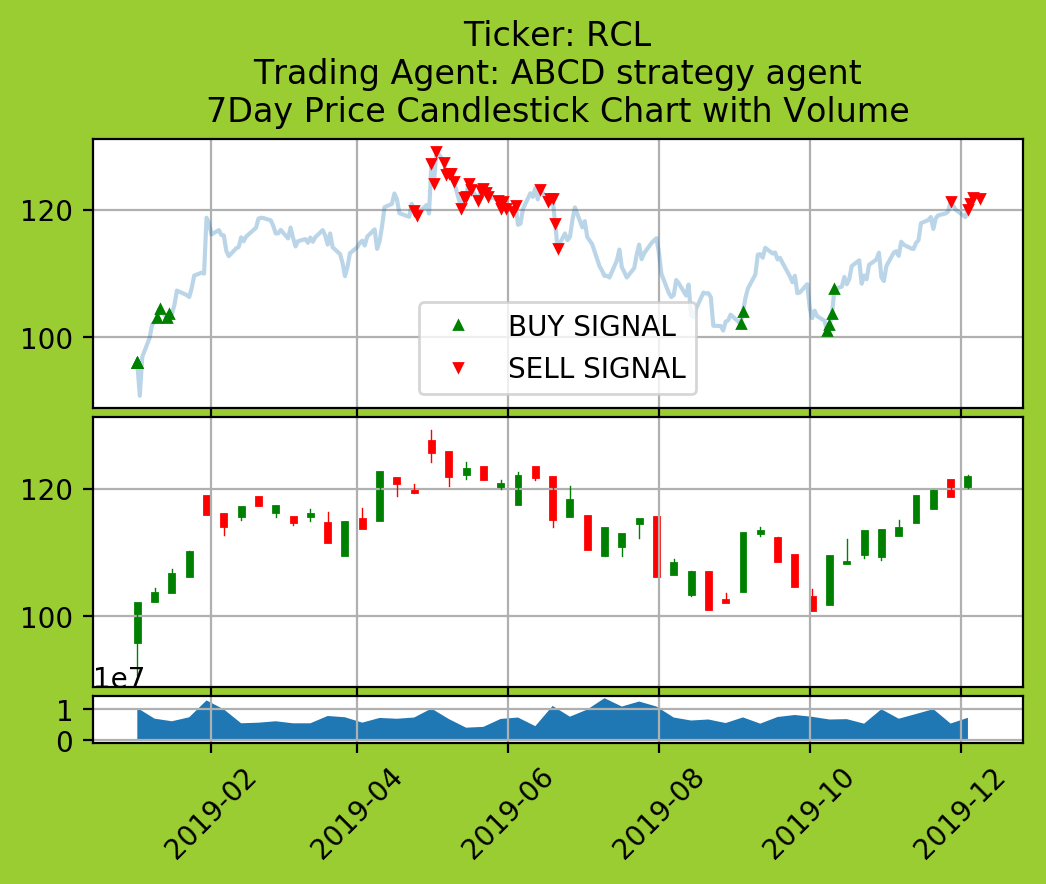 Ticker: RCL
Trading Agent: ABCD strategy agent
7Day Price Candlestick Chart with Volume
120
100
BUY SIGNAL
SELL SIGNAL
120
100
1e7
1
0
2019-02
2019-04
2019-06
2019-08
2019-10
2019-12